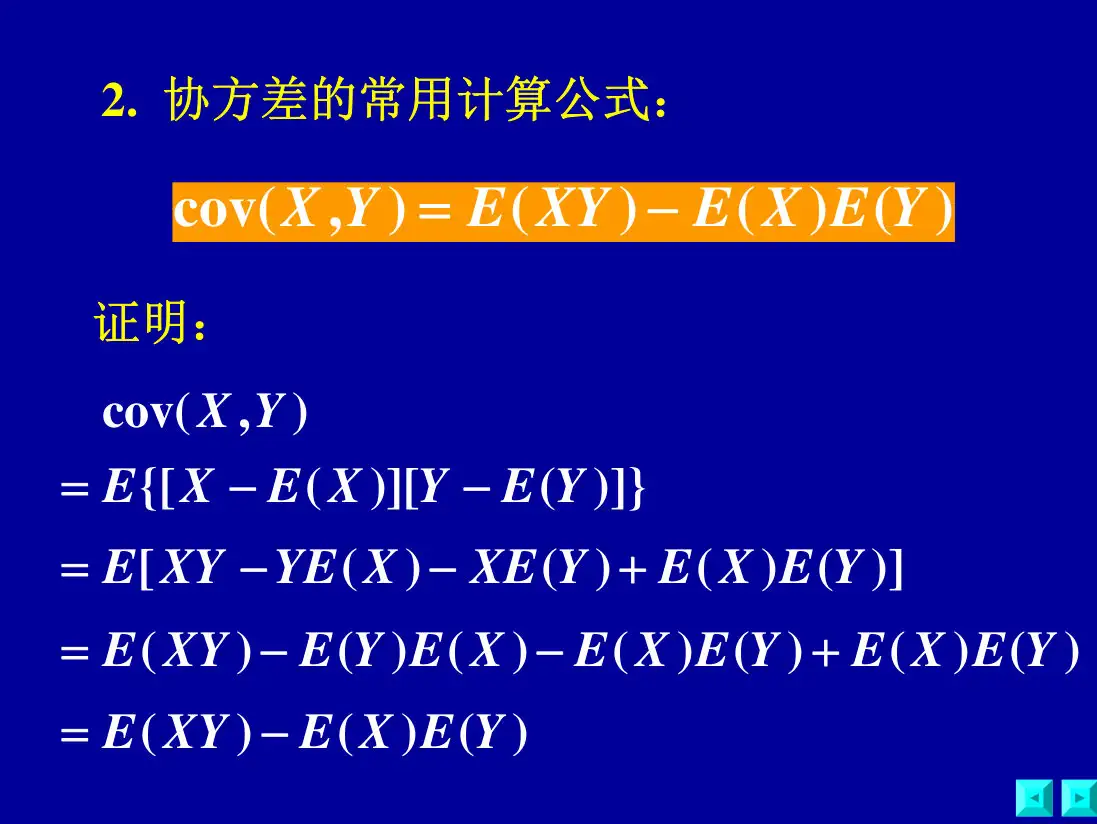 2. 协方差的常用计算公式：
cov(X,Y) = E(XY) − E(X)E(Y)
证明：
cov(X,Y)
= E{[X − E(X)][Y − E(Y)]}
= E[XY − YE(X) − XE(Y) + E(X)E(Y)]
= E(XY) − E(Y)E(X) − E(X)E(Y) + E(X)E(Y)
= E(XY) − E(X)E(Y)